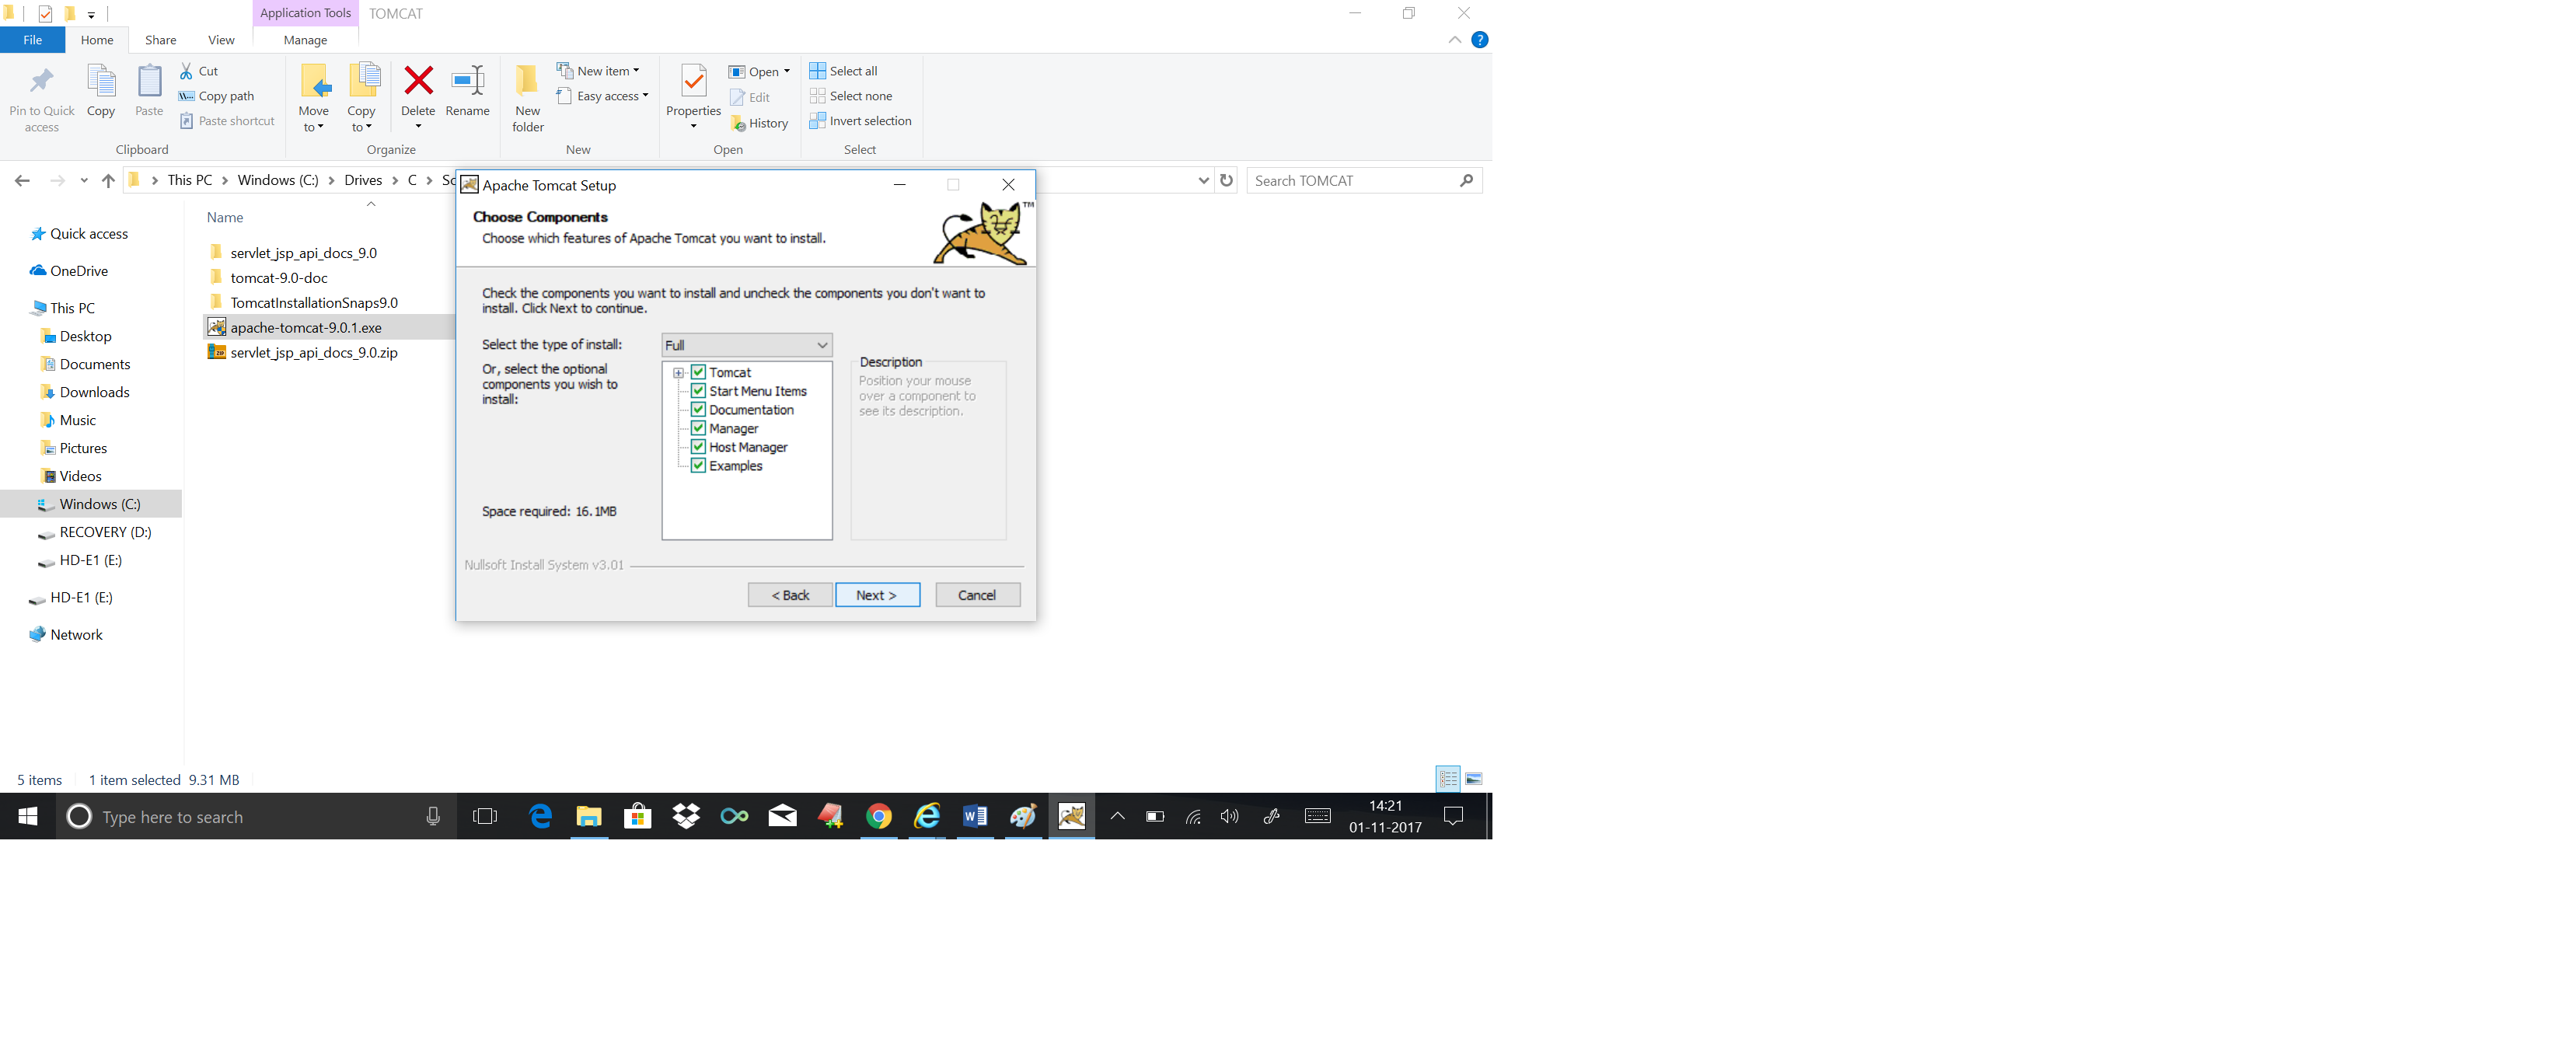 Application Tools TOMCAT
File Home Share View Manage
Pin to Quick access
Copy
Paste
Cut
Copy path
Paste shortcut
Clipboard
Move to
Copy to
Delete
Rename
Organize
New folder
New item
Easy access
New
Properties
Open
Edit
History
Open
Select all
Select none
Invert selection
Select
This PC > Windows (C:) > Drives > C >
Search TOMCAT
Quick access
OneDrive
This PC
Desktop
Documents
Downloads
Music
Pictures
Videos
Windows (C:)
RECOVERY (D:)
HD-E1 (E:)
HD-E1 (E:)
Network
Name
servlet_jsp_api_docs_9.0
tomcat-9.0-doc
TomcatInstallationSnaps9.0
apache-tomcat-9.0.1.exe
servlet_jsp_api_docs_9.0.zip
Apache Tomcat Setup
Choose Components
Choose which features of Apache Tomcat you want to install.
TM
Check the components you want to install and uncheck the components you don't want to
install. Click Next to continue.
Select the type of install:
Full
Or, select the optional
components you wish to
install:
Tomcat
Start Menu Items
Documentation
Manager
Host Manager
Examples
Description
Position your mouse
over a component to
see its description.
Space required: 16.1MB
Nullsoft Install System v3.01
< Back
Next >
Cancel
5 items 1 item selected 9.31 MB
Type here to search
14:21
01-11-2017